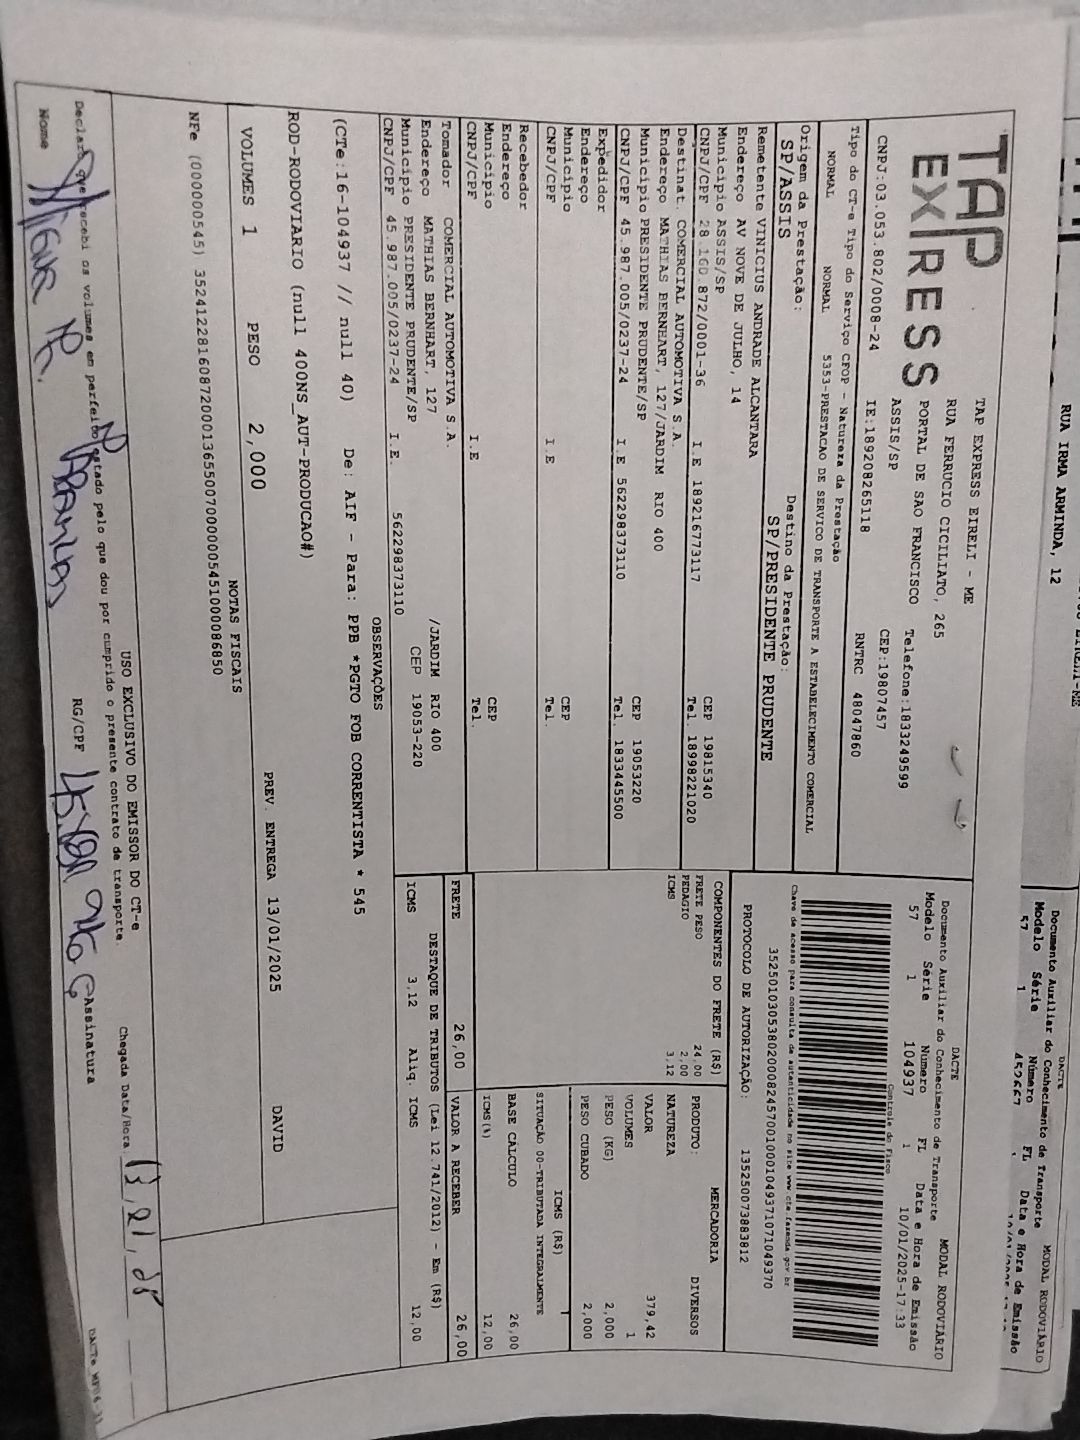 RUA IRMA ARMINDA, 12
DACTE
Documento Auxiliar do Conhecimento de Transporte
MODAL RODOVIÁRIO
Modelo Série Número FL Data e Hora de Emissão
57 1
TAP EXPRESS
TAP EXPRESS EIRELI - ME
RUA FERRUCIO CICILIATO, 265
PORTAL DE SAO FRANCISCO Telefone:1833249599
ASSIS/SP CEP:19807457
CNPJ:03.053.802/0008-24 IE:189208265118 RNTRC 48047860
DACTE
Documento Auxiliar do Conhecimento de Transporte MODAL RODOVIÁRIO
Modelo Série Número FL Data e Hora de Emissão
57 1 104937 1 10/01/2025-17:33
Controle do Fisco
Chave de acesso para consulta de autenticidade no site www.cte.fazenda.gov.br
35250103053802000824570010001049371071049370
PROTOCOLO DE AUTORIZAÇÃO: 135250073883812
Tipo do CT-e Tipo do Serviço CFOP - Natureza da Prestação
NORMAL NORMAL 5353-PRESTACAO DE SERVICO DE TRANSPORTE A ESTABELECIMENTO COMERCIAL
Origem da Prestação: Destino da Prestação:
SP/ASSIS SP/PRESIDENTE PRUDENTE
Remetente VINICIUS ANDRADE ALCANTARA
Endereço AV NOVE DE JULHO, 14
Município ASSIS/SP CEP 19815340
CNPJ/CPF 28.160.872/0001-36 I.E 189216773117 Tel. 18998221020
Destinat. COMERCIAL AUTOMOTIVA S.A.
Endereço MATHIAS BERNHART, 127/JARDIM RIO 400
Município PRESIDENTE PRUDENTE/SP CEP 19053220
CNPJ/CPF 45.987.005/0237-24 I.E 562298373110 Tel. 1833445500
Expedidor
Endereço
Município CEP
CNPJ/CPF I.E Tel.
Recebedor
Endereço
Município CEP
CNPJ/CPF I.E Tel.
Tomador COMERCIAL AUTOMOTIVA S.A.
Endereço MATHIAS BERNHART, 127 /JARDIM RIO 400
Município PRESIDENTE PRUDENTE/SP CEP 19053-220
CNPJ/CPF 45.987.005/0237-24 I.E. 562298373110
COMPONENTES DO FRETE (R$)
FRETE PESO 24,00
PEDAGIO 2,00
ICMS 3,12
MERCADORIA
PRODUTO: DIVERSOS
NATUREZA
VALOR 379,42
VOLUMES 1
PESO (KG) 2,000
PESO CUBADO 2,000
ICMS (R$)
SITUAÇÃO 00-TRIBUTADA INTEGRALMENTE
BASE CÁLCULO 26,00
ICMS(%) 12,00
FRETE 26,00 VALOR A RECEBER 26,00
DESTAQUE DE TRIBUTOS (Lei 12.741/2012) - Em (R$)
ICMS 3,12 Aliq. ICMS 12,00
OBSERVAÇÕES
(CTe:16-104937 // null 40) De: AIF - Para: PPB *PGTO FOB CORRENTISTA * 545
ROD-RODOVIARIO (null 400NS_AUT-PRODUCAO#)
VOLUMES 1 PESO 2,000 PREV. ENTREGA 13/01/2025 DAVID
NOTAS FISCAIS
NFe (000000545) 35241228160872000136550070000005451000086850
USO EXCLUSIVO DO EMISSOR DO CT-e
Declaro que recebi os volumes em perfeito estado pelo que dou por cumprido o presente contrato de transporte.
Chegada Data/Hora
Nome RG/CPF Assinatura